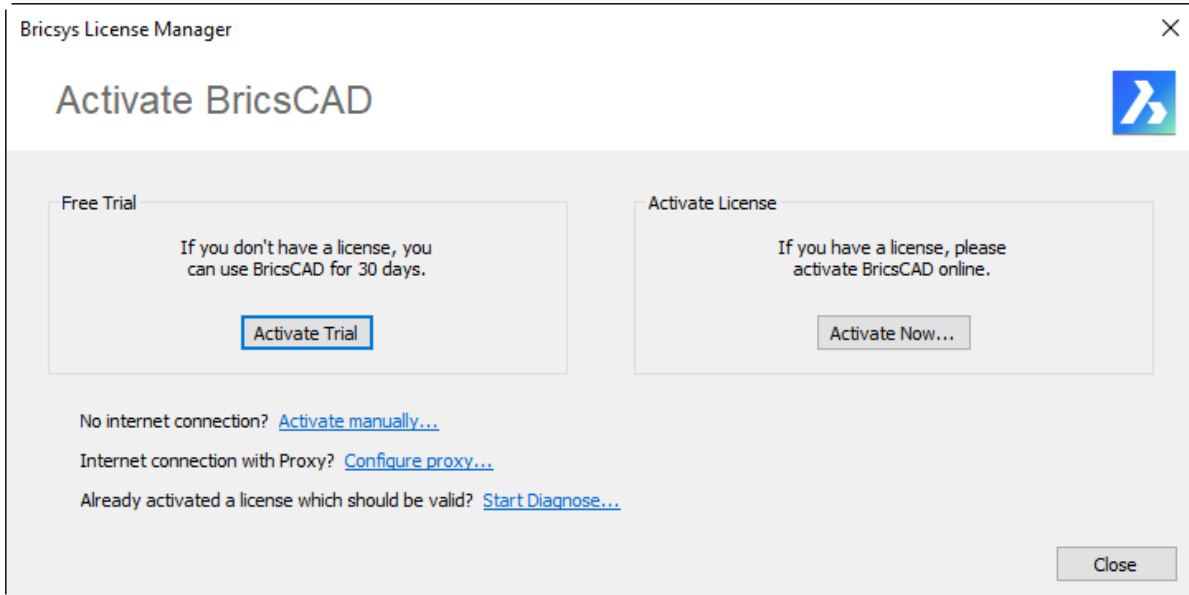 Bricsys License Manager
Activate BricsCAD
Free Trial
If you don't have a license, you
can use BricsCAD for 30 days.
Activate Trial
Activate License
If you have a license, please
activate BricsCAD online.
Activate Now...
No internet connection? Activate manually...
Internet connection with Proxy? Configure proxy...
Already activated a license which should be valid? Start Diagnose...
Close